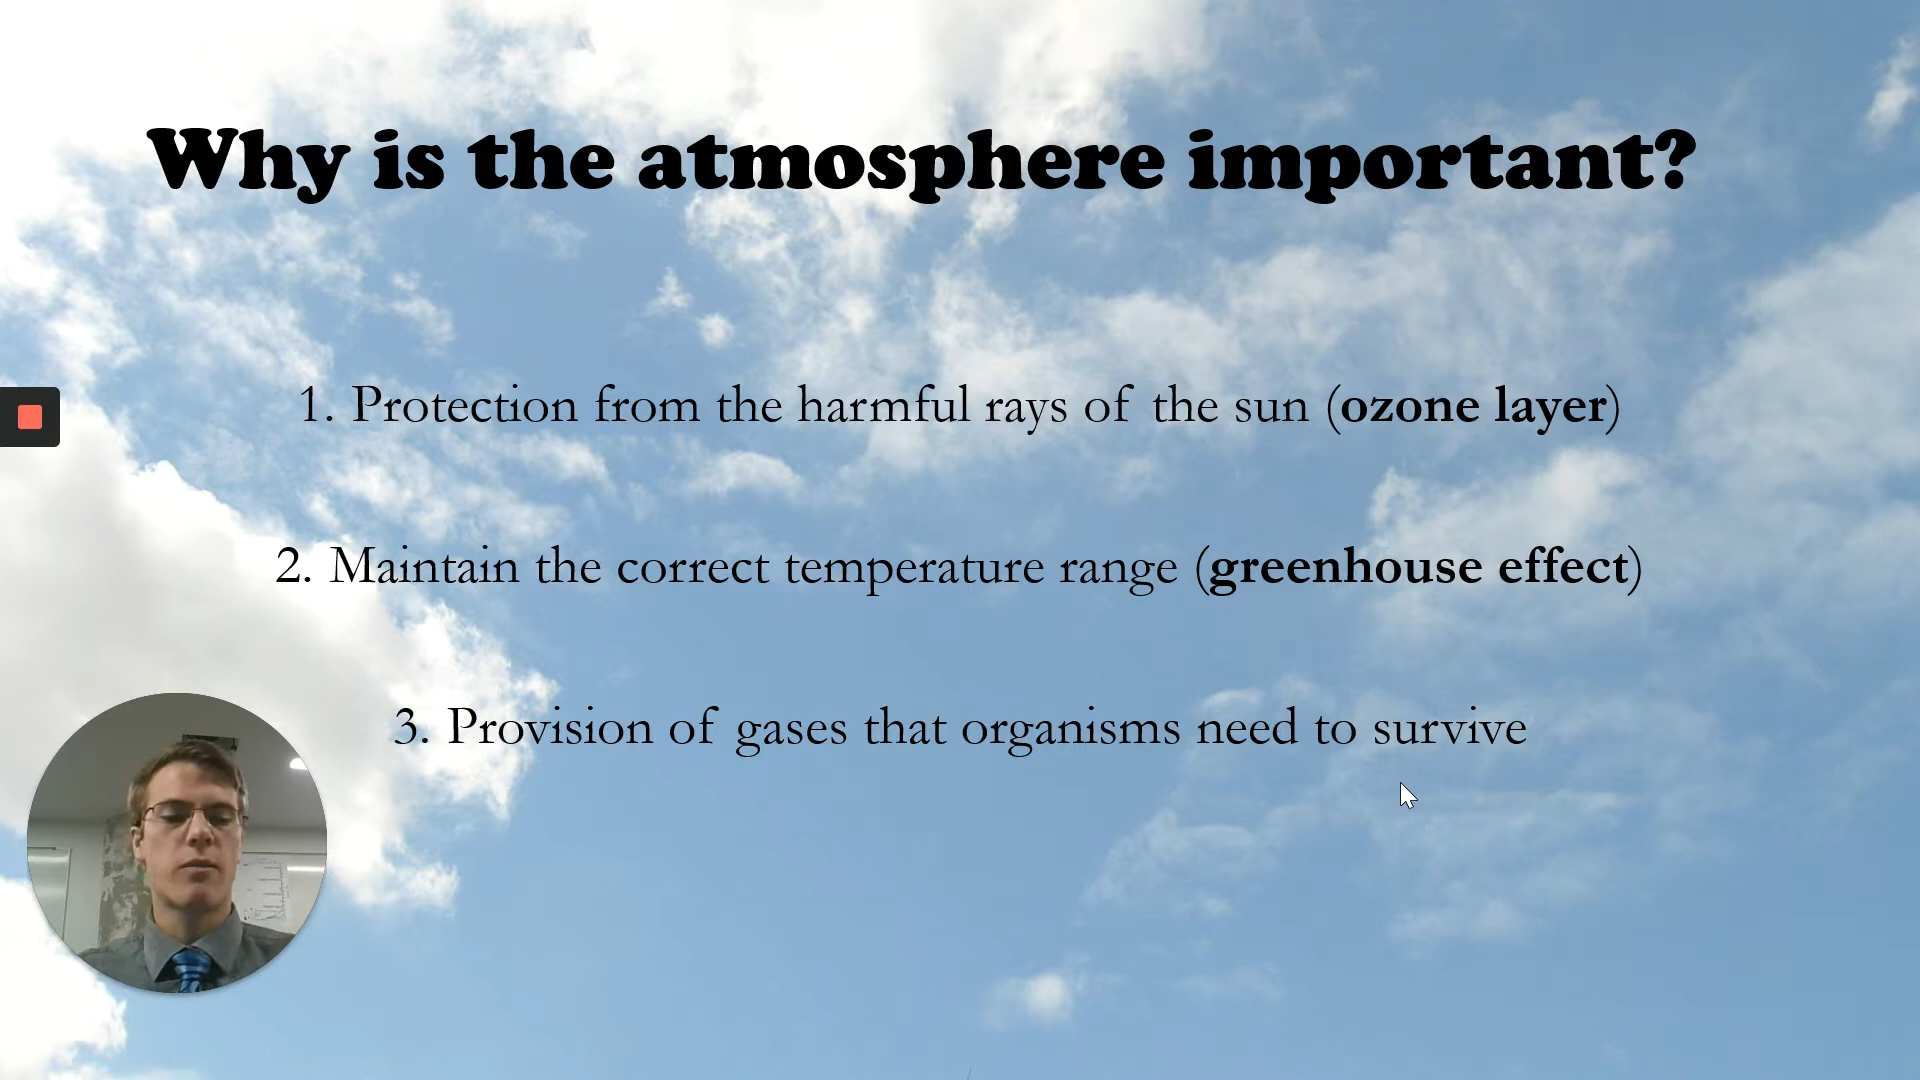 Why is the atmosphere important?
1. Protection from the harmful rays of the sun (ozone layer)
2. Maintain the correct temperature range (greenhouse effect)
3. Provision of gases that organisms need to survive